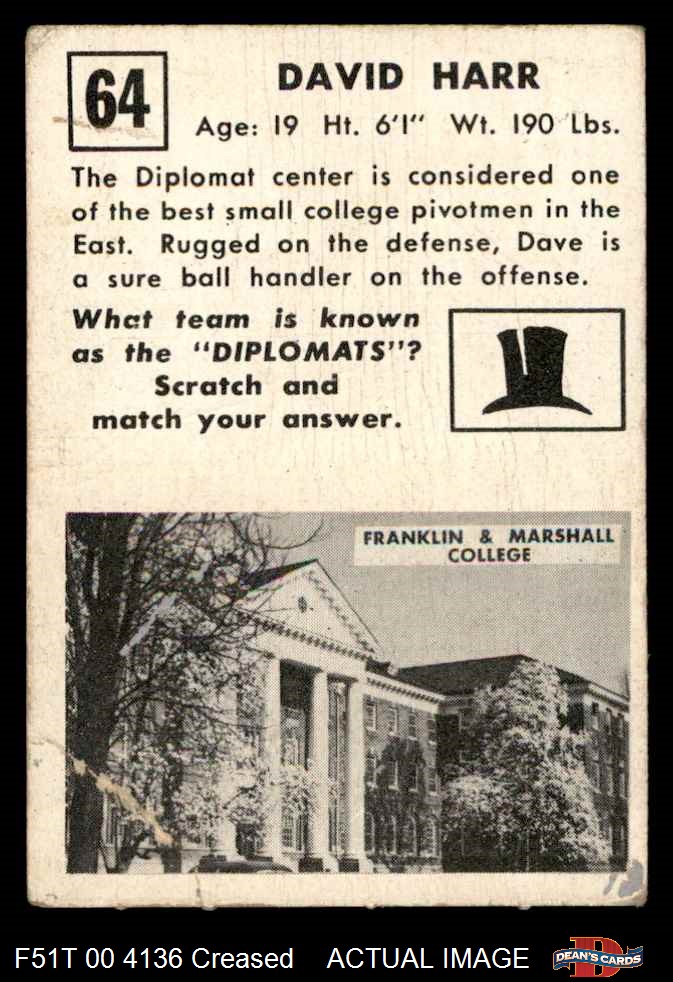 64
DAVID HARR
Age: 19 Ht. 6'1" Wt. 190 Lbs.
The Diplomat center is considered one
of the best small college pivotmen in the
East. Rugged on the defense, Dave is
a sure ball handler on the offense.
What team is known
as the "DIPLOMATS"?
Scratch and
match your answer.
FRANKLIN & MARSHALL
COLLEGE
F51T 00 4136 Creased ACTUAL IMAGE
DEAN'S CARDS